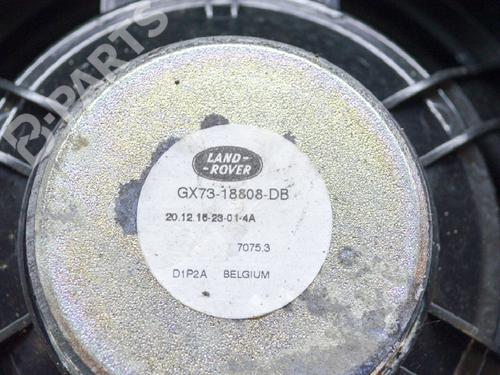 B-PARTS
LAND-
-ROVER
GX73-18808-DB
20.12.16-23-01-4A
7075.3
D1P2A BELGIUM